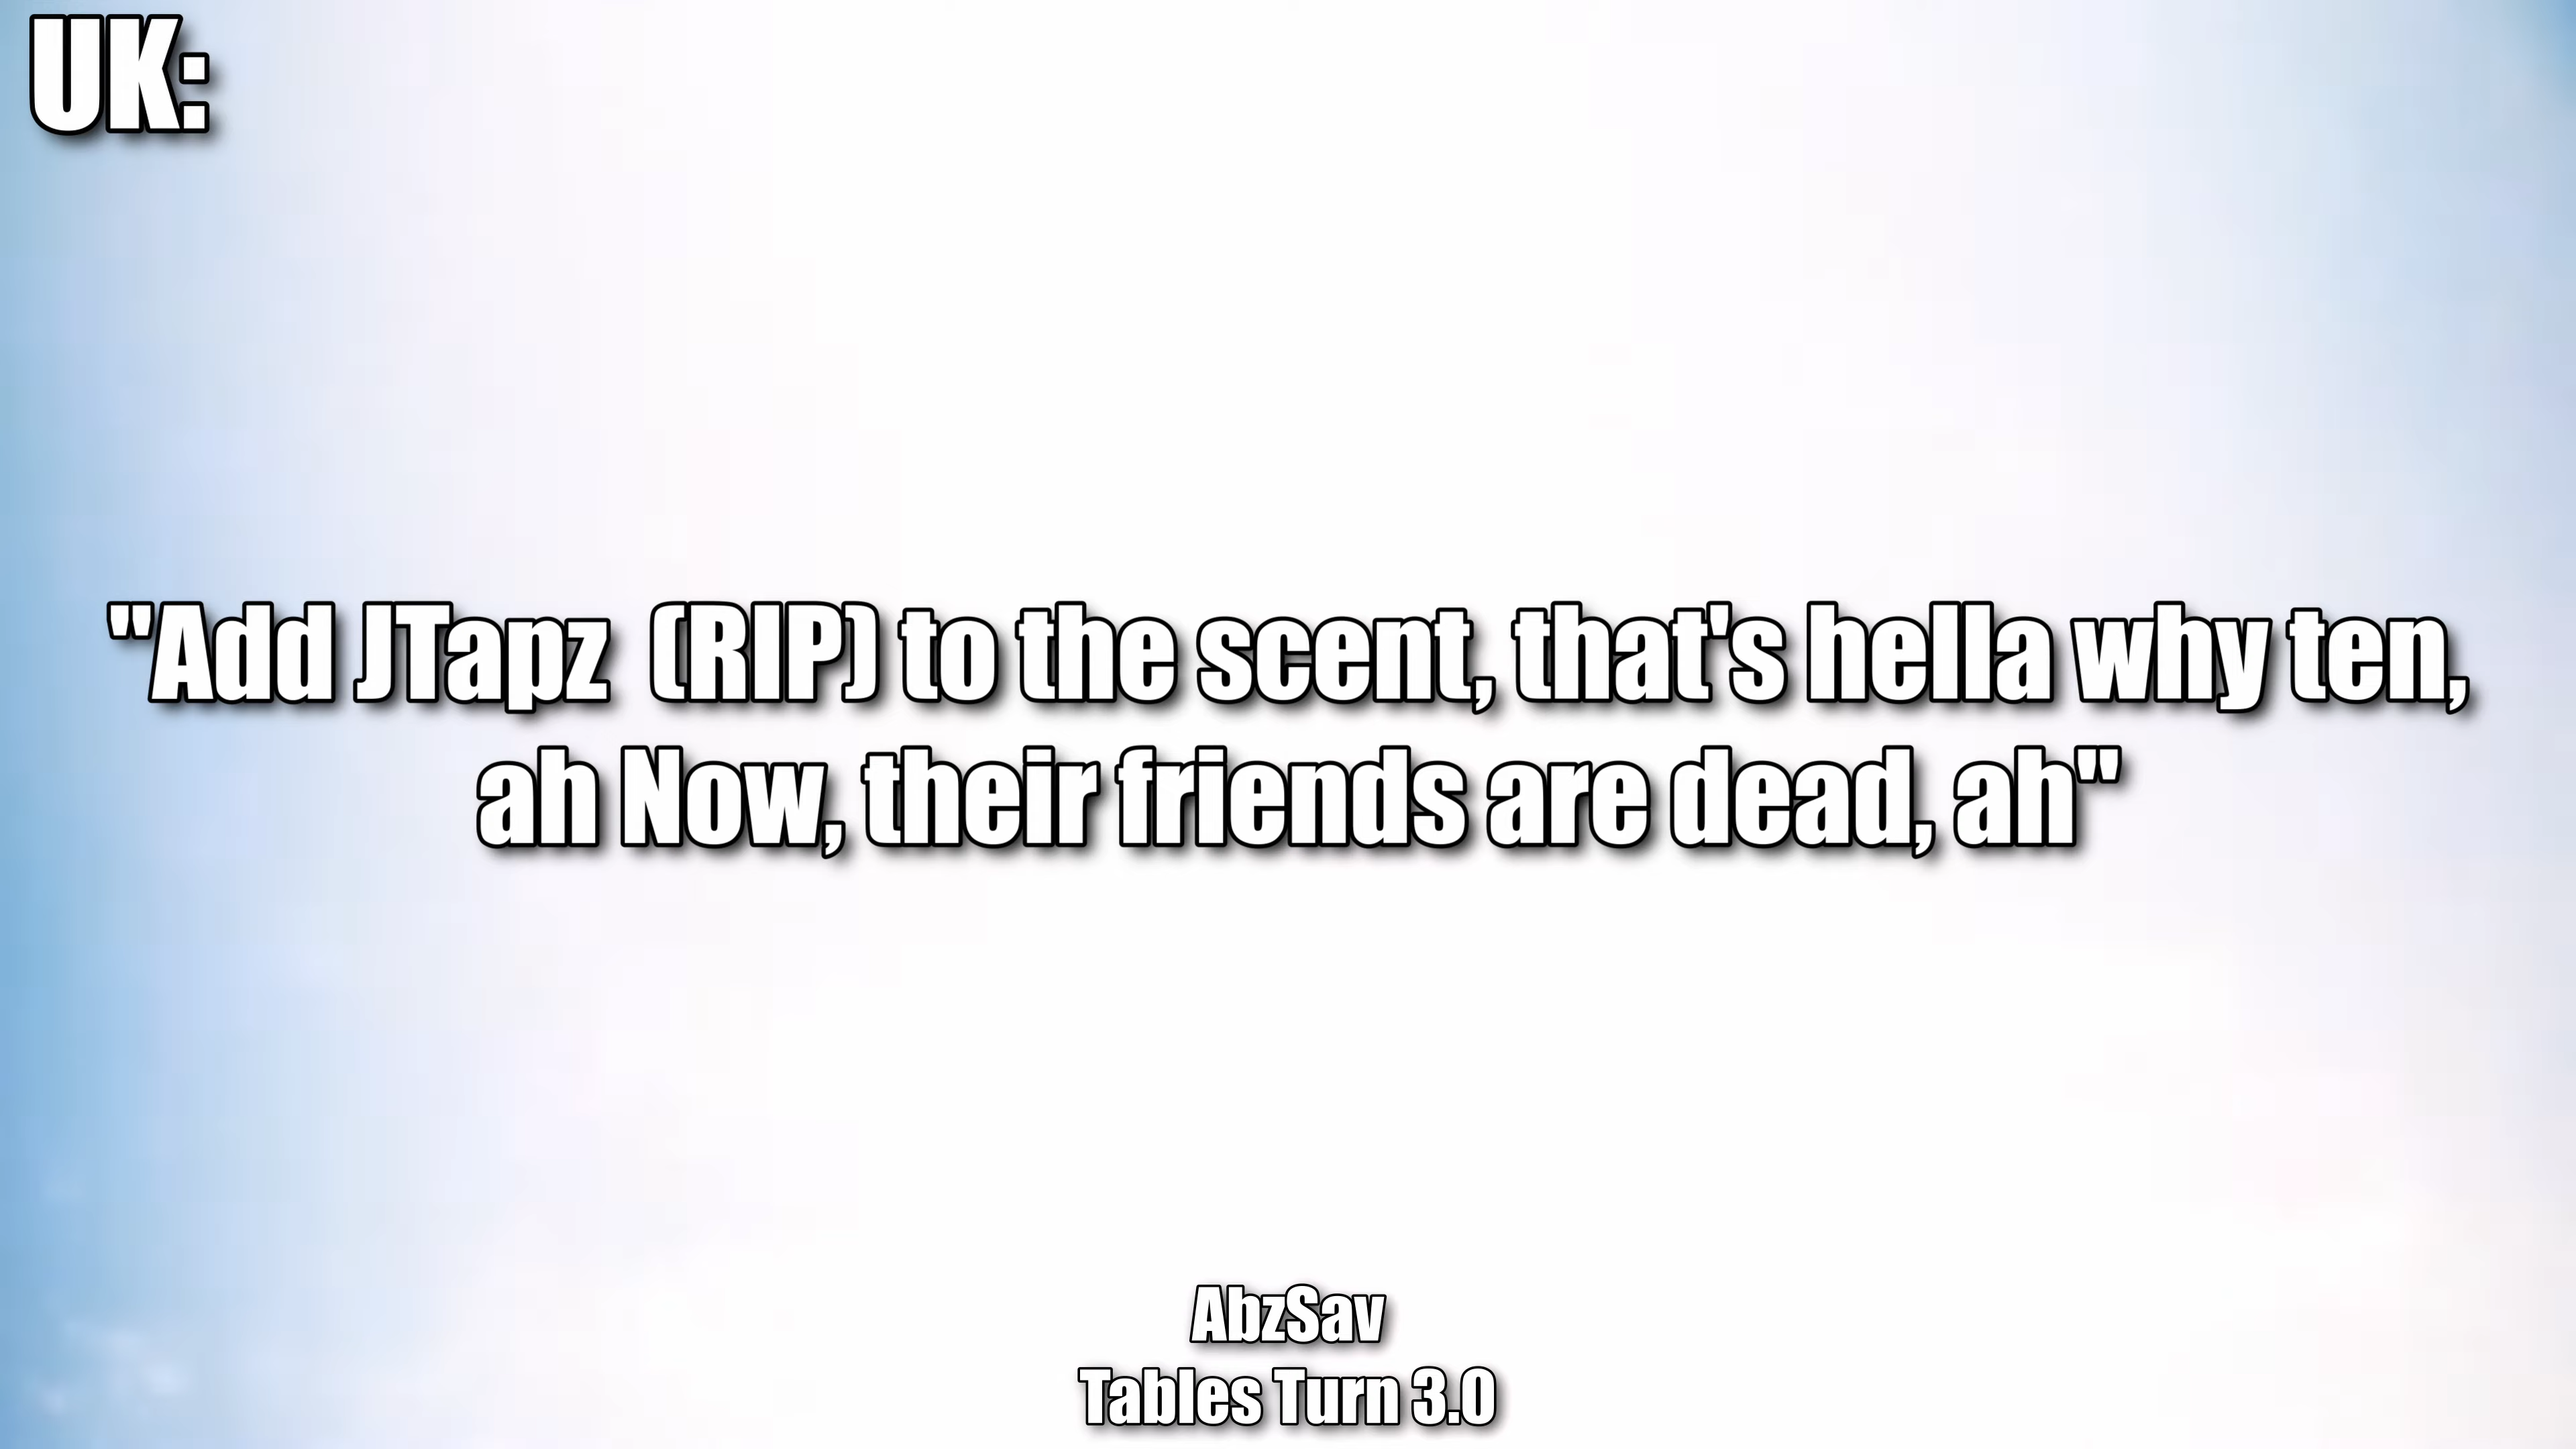 UK:
"Add JTapz  (RIP) to the scent, that's hella why ten,
ah Now, their friends are dead, ah"
AbzSav
Tables Turn 3.0